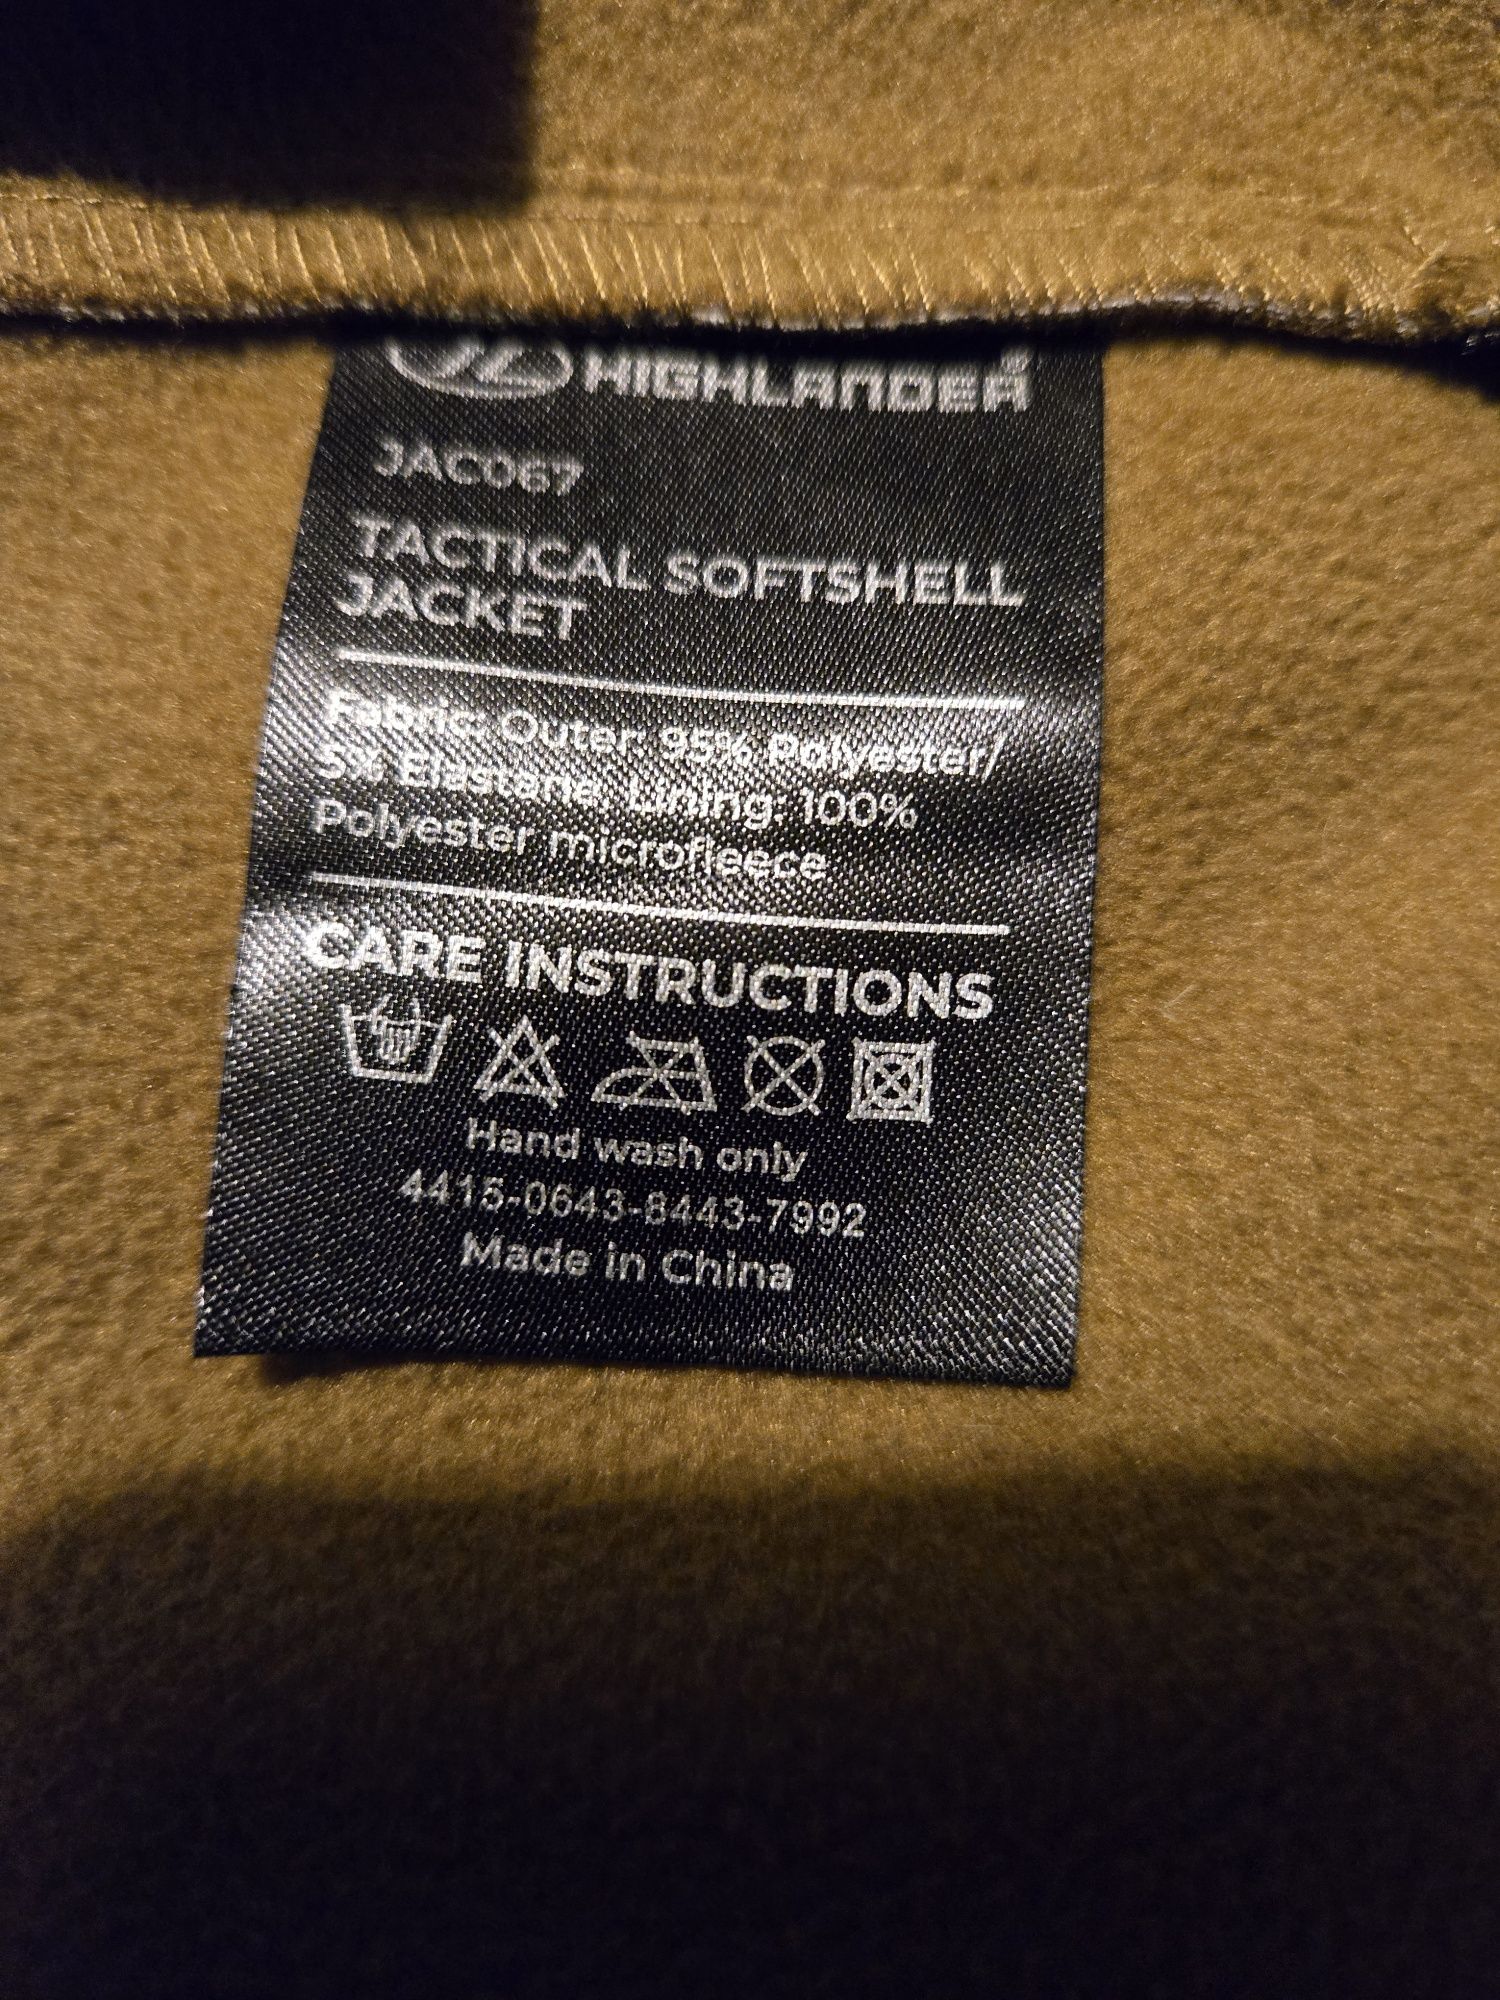 HIGHLANDER
JAC067
TACTICAL SOFTSHELL
JACKET
Fabric: Outer: 95% Polyester/
5% Elastane, Lining: 100%
Polyester microfleece
CARE INSTRUCTIONS
Hand wash only
4415-0643-8443-7992
Made in China